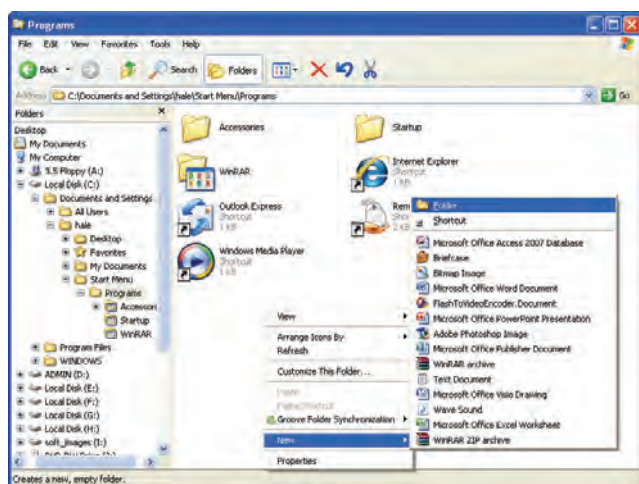 Programs
File Edit View Favorites Tools Help
Back Search Folders
Address C:\Documents and Settings\hale\Start Menu\Programs Go
Folders
Desktop
My Documents
My Computer
3.5 Floppy (A:)
Local Disk (C:)
Documents and Settings
All Users
hale
Desktop
Favorites
My Documents
Start Menu
Programs
Accessori
Startup
WinRAR
Program Files
WINDOWS
ADMIN (D:)
Local Disk (E:)
Local Disk (F:)
Local Disk (G:)
Local Disk (H:)
soft_images (I:)
Accessories
Startup
WinRAR
Internet Explorer
Shortcut
1 KB
Outlook Express
Shortcut
1 KB
Rem
Shor
2 KB
Windows Media Player
Shortcut
1 KB
View
Arrange Icons By
Refresh
Customize This Folder...
Paste
Paste Shortcut
Groove Folder Synchronization
New
Properties
Folder
Shortcut
Microsoft Office Access 2007 Database
Briefcase
Bitmap Image
Microsoft Office Word Document
FlashToVideoEncoder.Document
Microsoft Office PowerPoint Presentation
Adobe Photoshop Image
Microsoft Office Publisher Document
WinRAR archive
Text Document
Microsoft Office Visio Drawing
Wave Sound
Microsoft Office Excel Worksheet
WinRAR ZIP archive
Creates a new, empty folder.